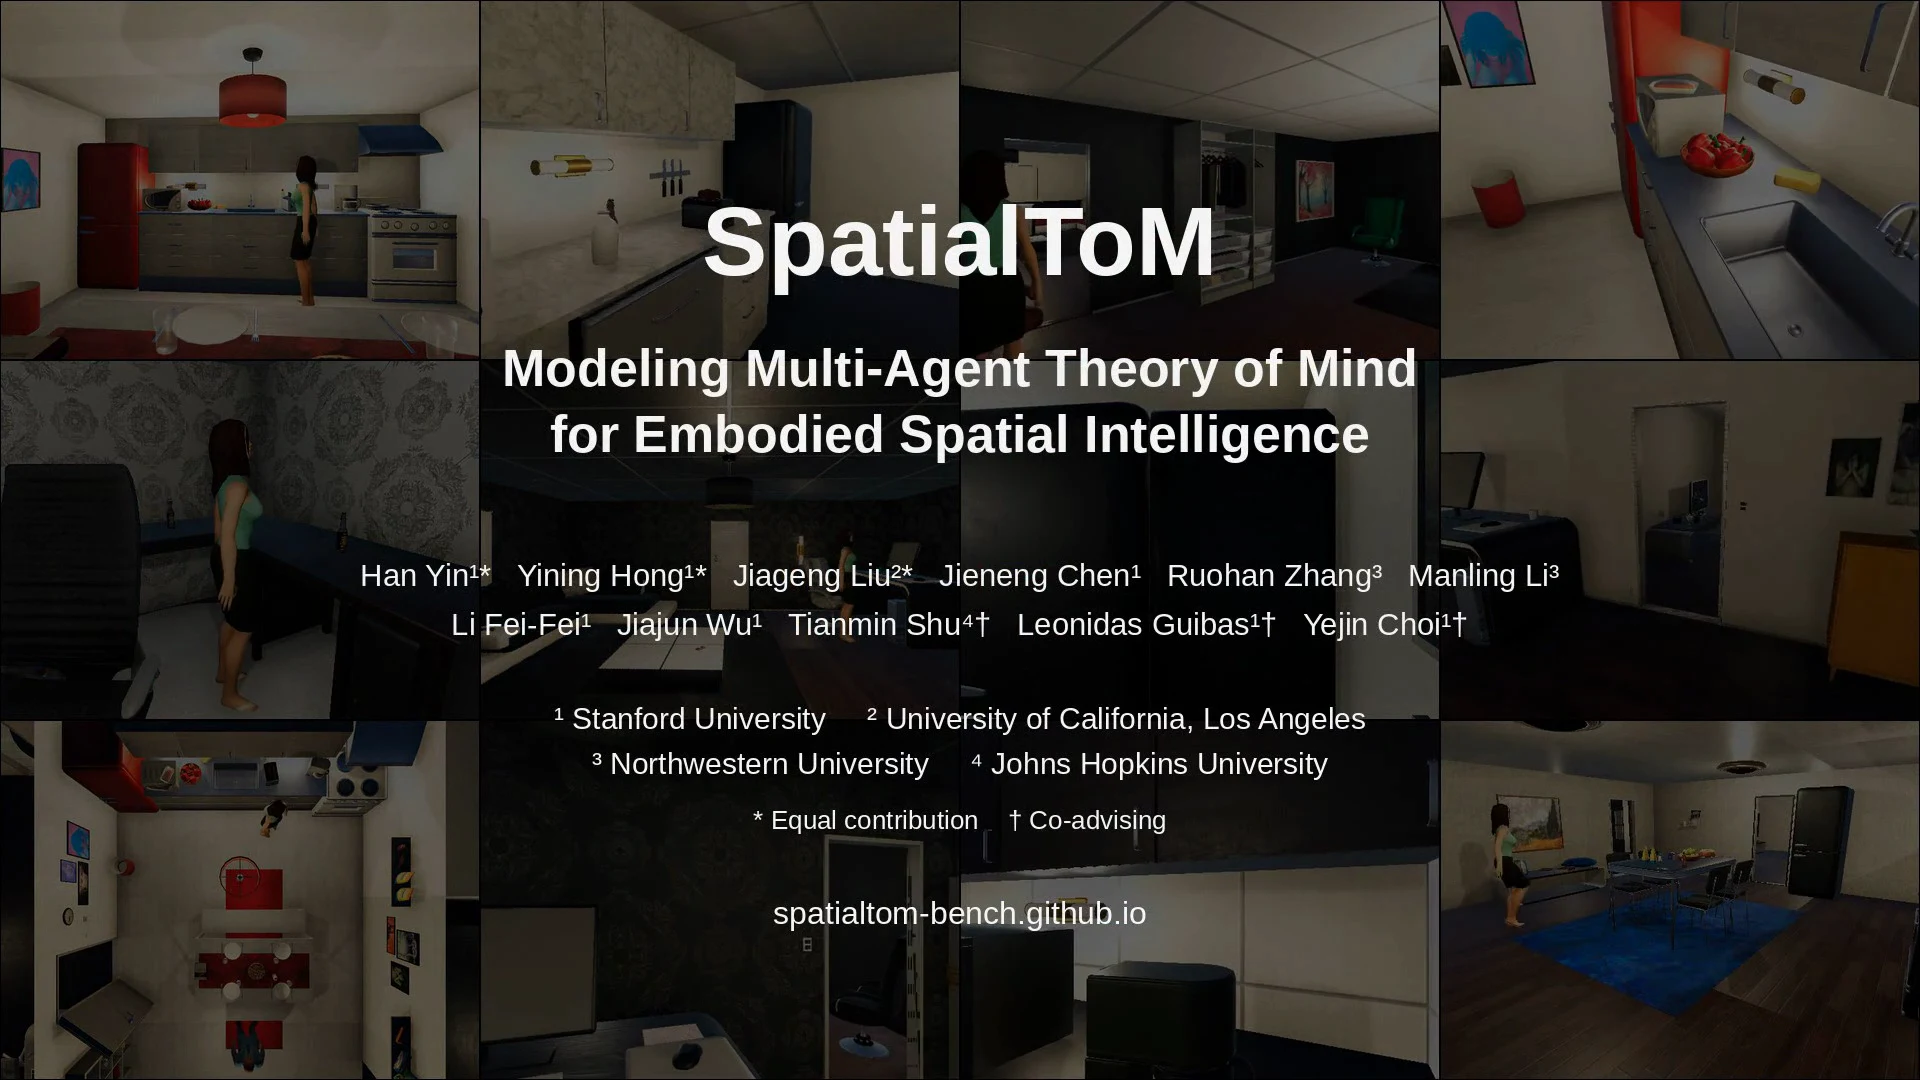 SpatialToM
Modeling Multi-Agent Theory of Mind
for Embodied Spatial Intelligence
Han Yin¹* Yining Hong¹* Jiageng Liu²* Jieneng Chen¹ Ruohan Zhang³ Manling Li³
Li Fei-Fei¹ Jiajun Wu¹ Tianmin Shu⁴† Leonidas Guibas¹† Yejin Choi¹†
¹ Stanford University ² University of California, Los Angeles
³ Northwestern University ⁴ Johns Hopkins University
* Equal contribution † Co-advising
spatialtom-bench.github.io